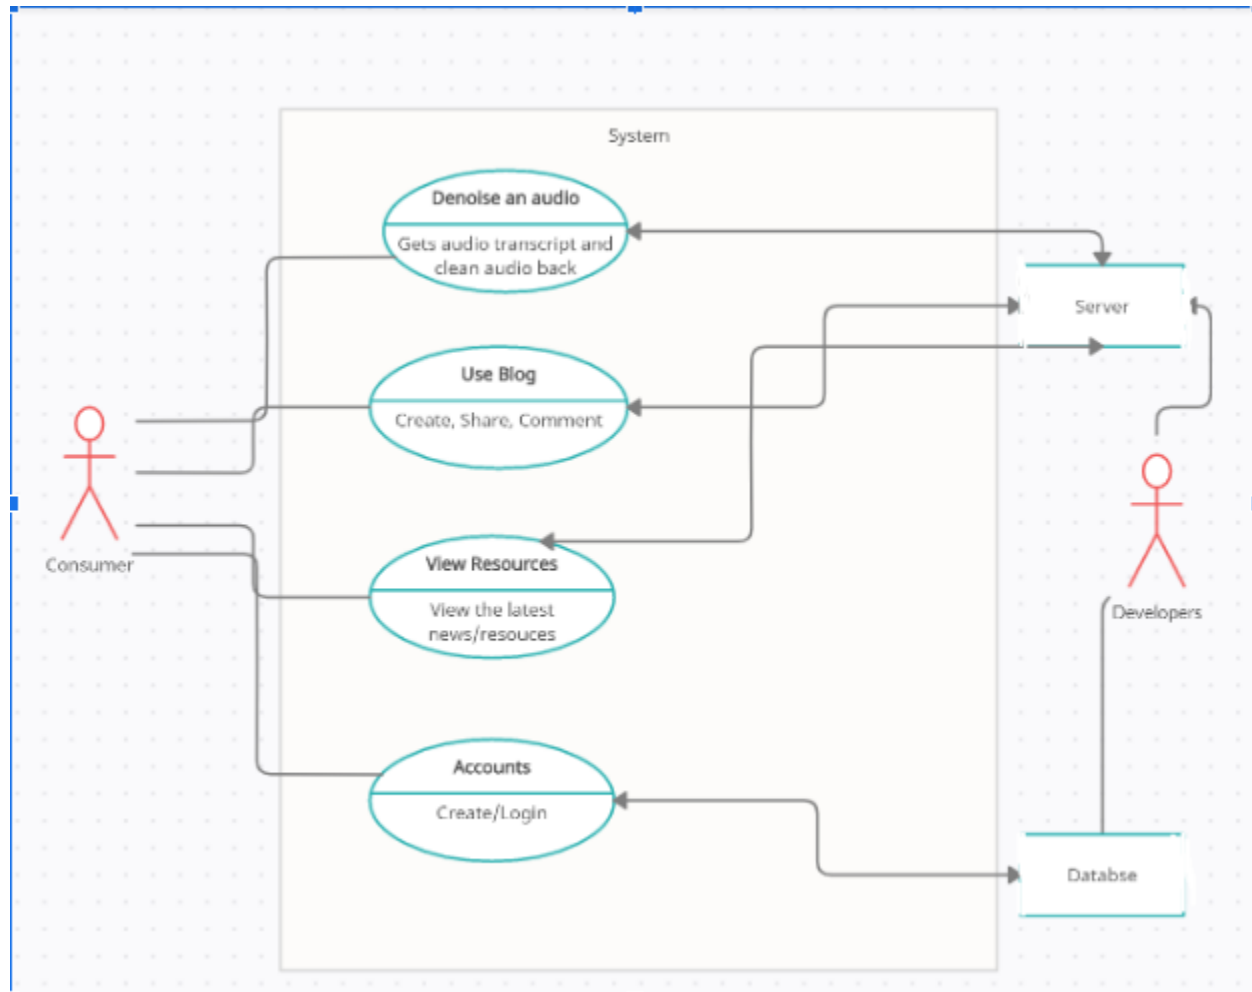 System
Denoise an audio
Gets audio transcript and
clean audio back
Server
Use Blog
Create, Share, Comment
Consumer
View Resources
View the latest
news/resouces
Developers
Accounts
Create/Login
Databse